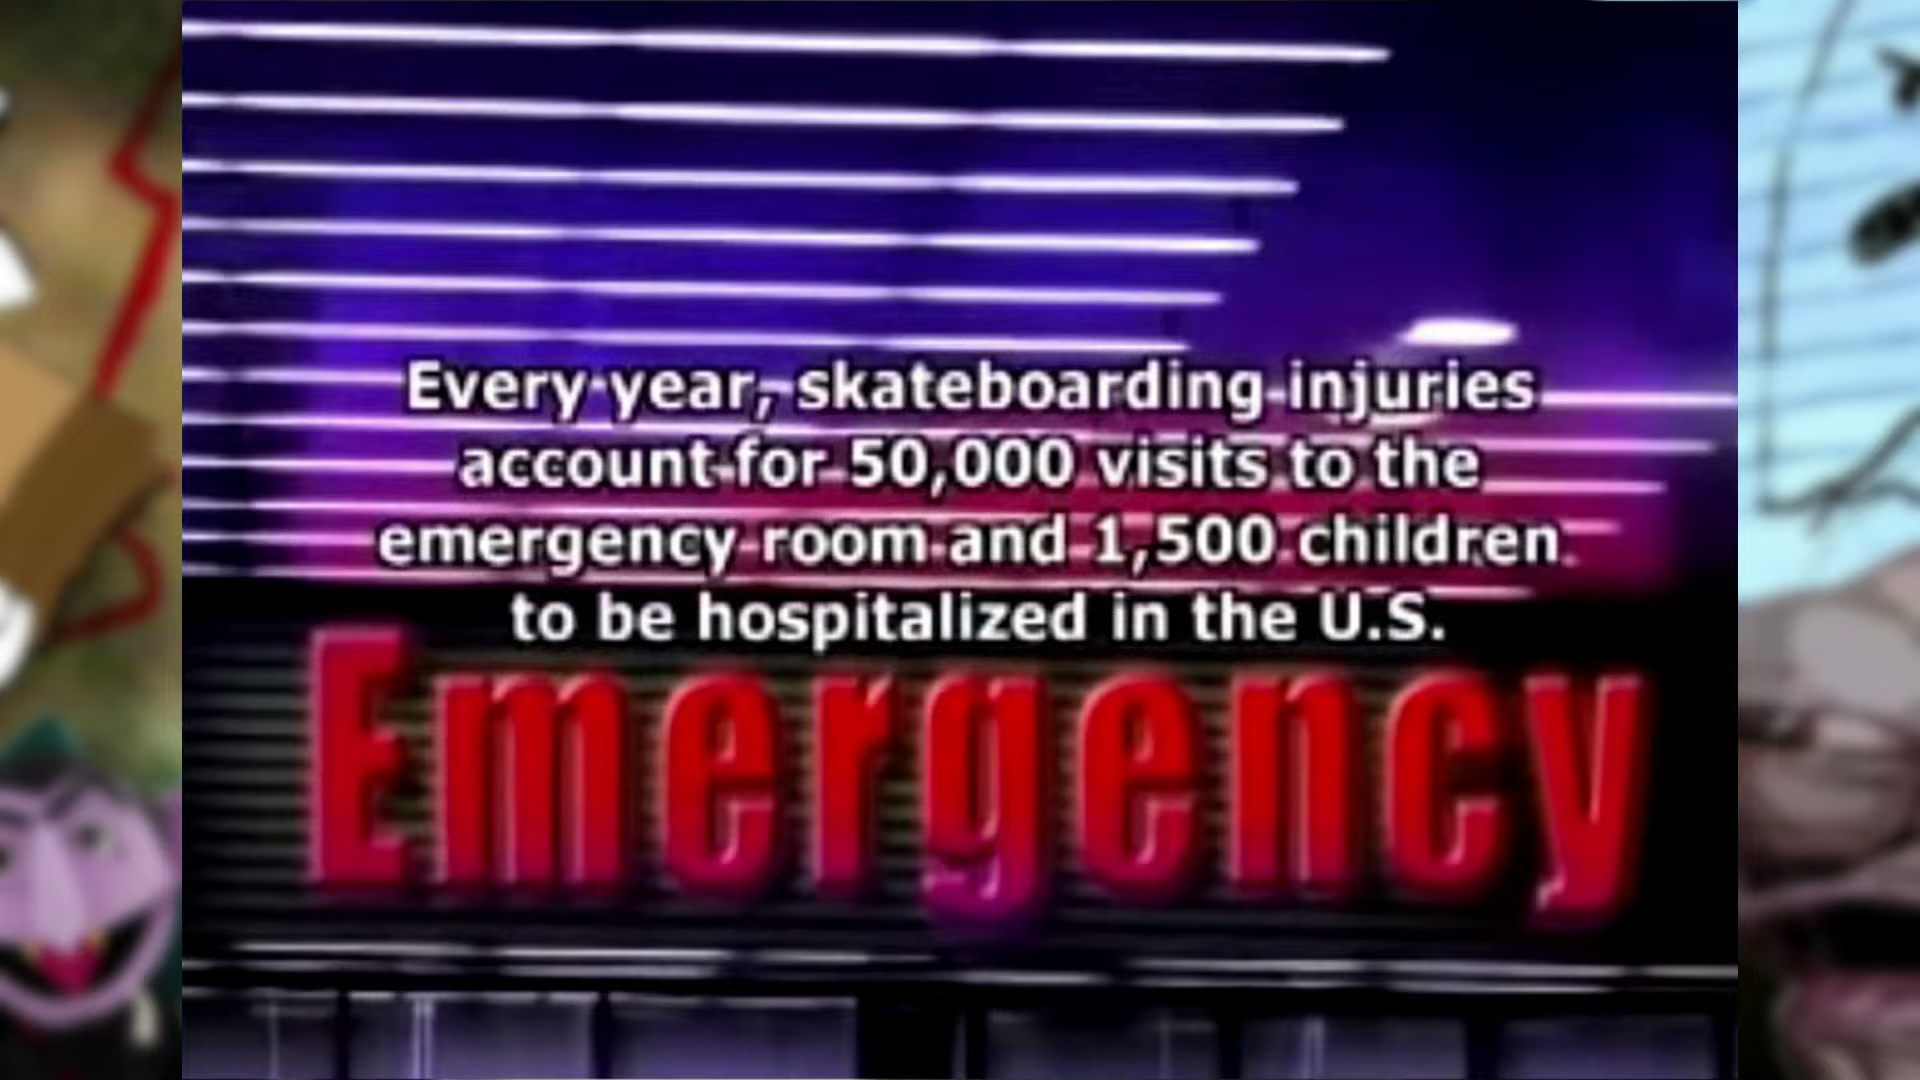 Every year, skateboarding injuries
account for 50,000 visits to the
emergency room and 1,500 children
to be hospitalized in the U.S.
Emergency